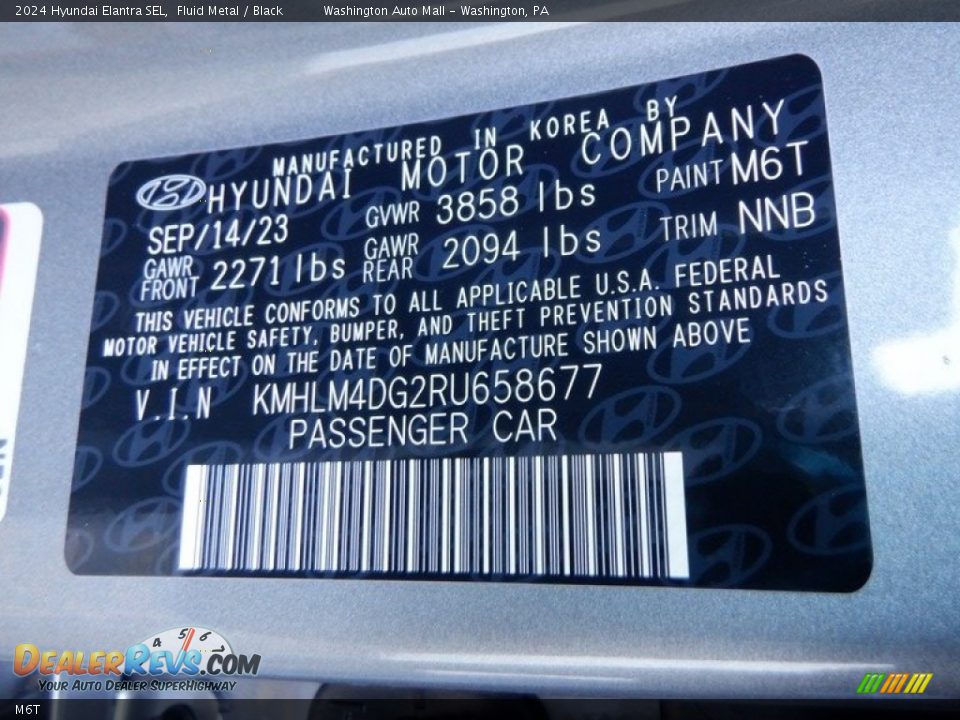 2024 Hyundai Elantra SEL, Fluid Metal / Black Washington Auto Mall - Washington, PA
MANUFACTURED IN KOREA BY
HYUNDAI MOTOR COMPANY
SEP/14/23 GVWR 3858 lbs PAINT M6T
GAWR FRONT 2271 lbs GAWR REAR 2094 lbs TRIM NNB
THIS VEHICLE CONFORMS TO ALL APPLICABLE U.S.A. FEDERAL
MOTOR VEHICLE SAFETY, BUMPER, AND THEFT PREVENTION STANDARDS
IN EFFECT ON THE DATE OF MANUFACTURE SHOWN ABOVE
V.I.N KMHLM4DG2RU658677
PASSENGER CAR
4 5 6
DEALERREVS.COM
YOUR AUTO DEALER SUPERHIGHWAY
M6T